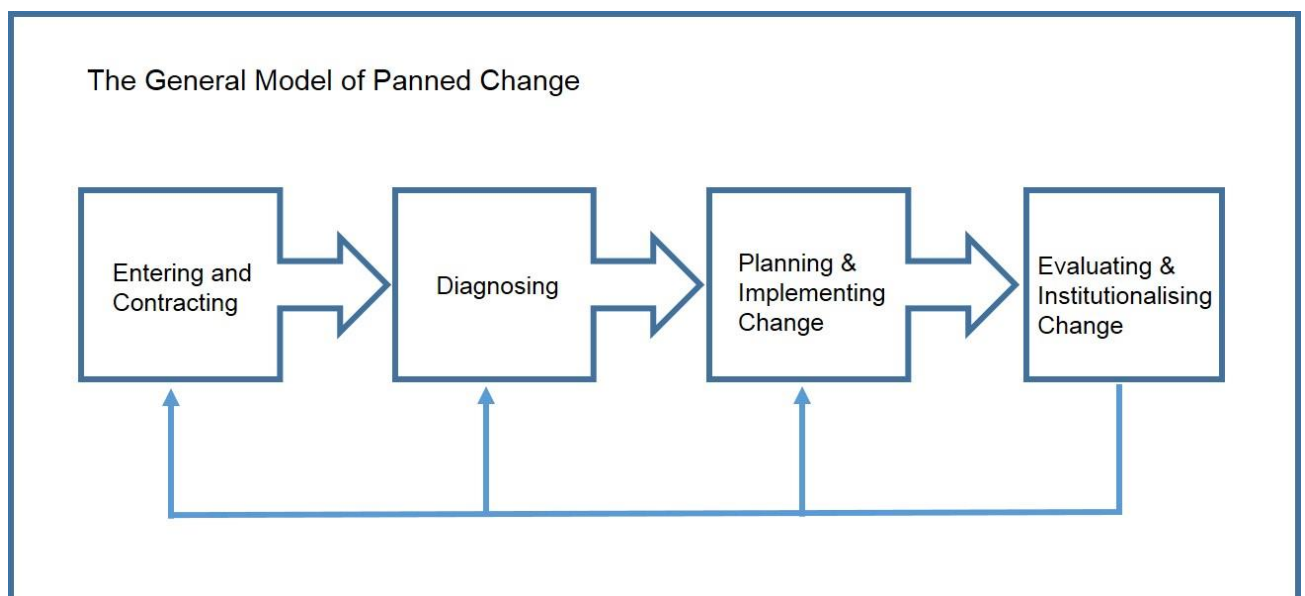 The General Model of Panned Change
Entering and
Contracting
Diagnosing
Planning &
Implementing
Change
Evaluating &
Institutionalising
Change